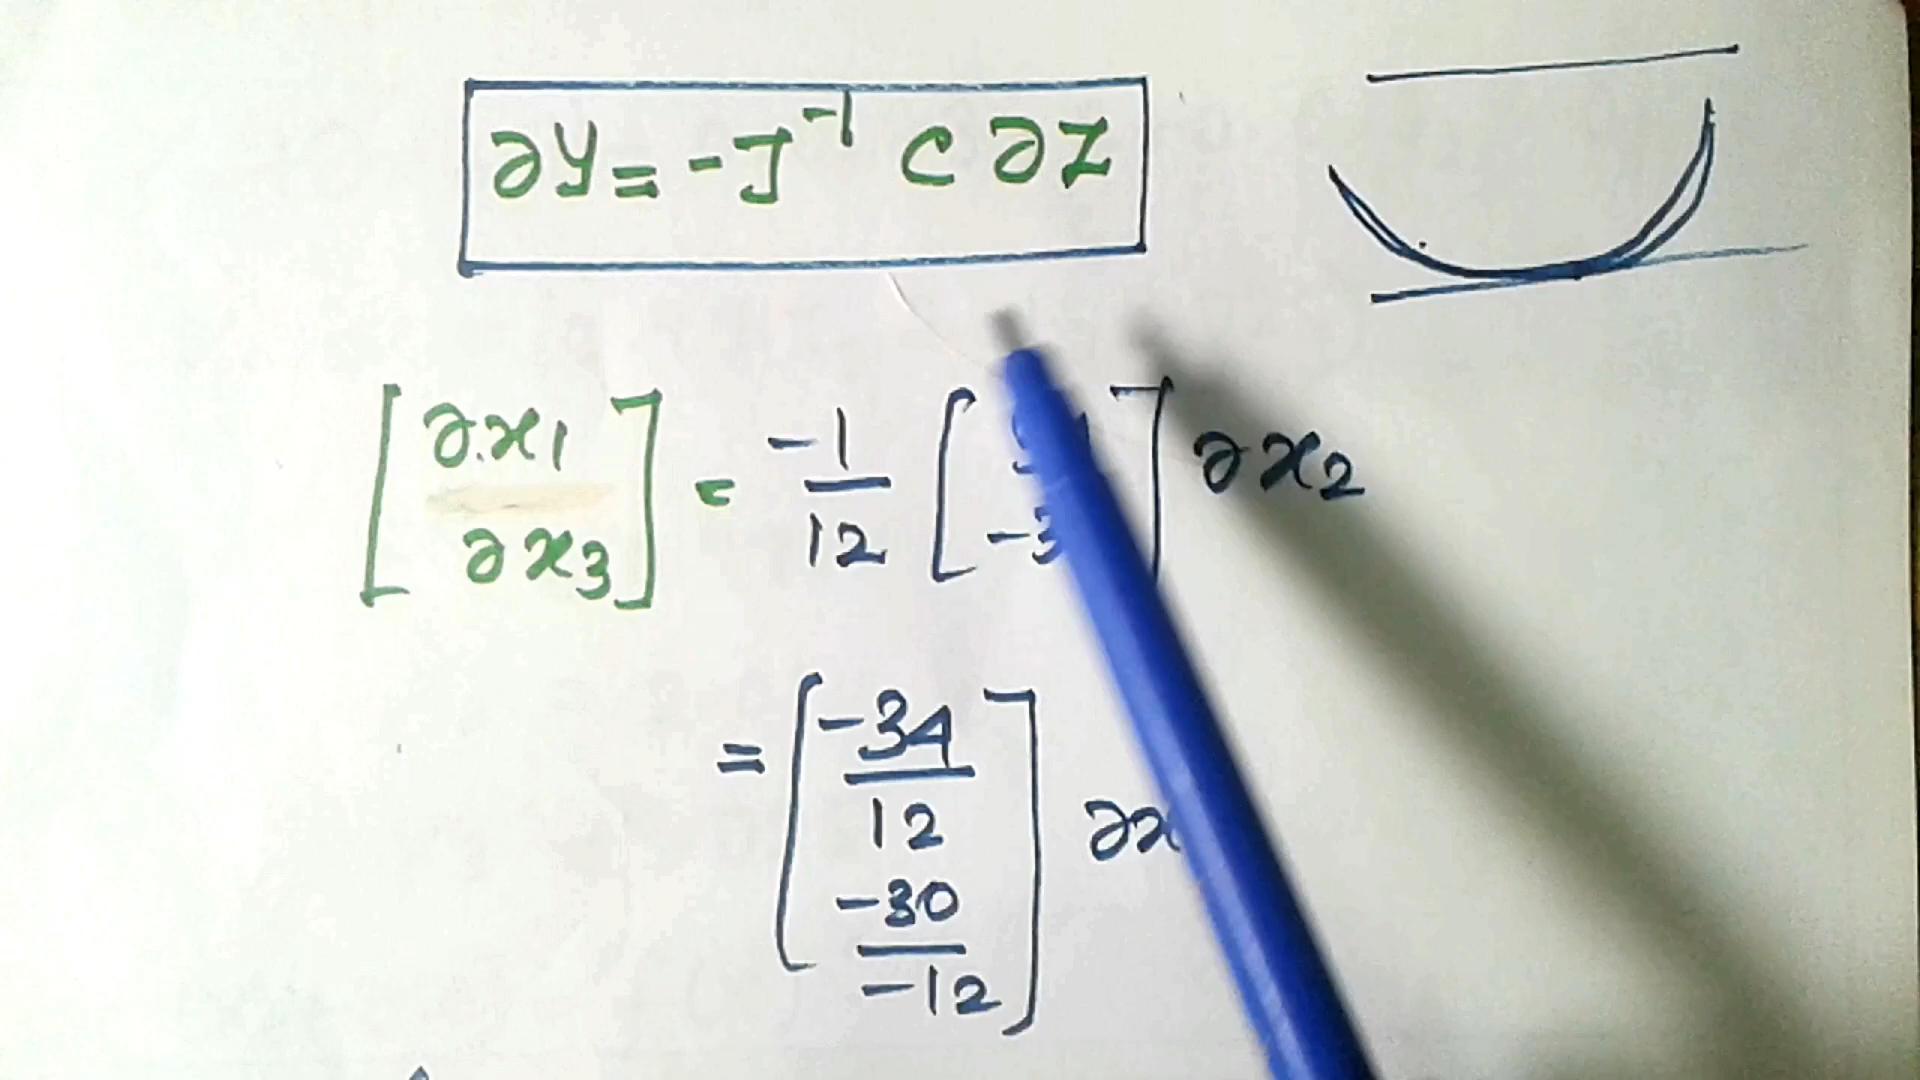 ∂Y = -J⁻¹ C ∂Z
[∂x₁ ∂x₃] = -1/12 [ ] ∂x₂
= [-34/12 -30/-12] ∂x